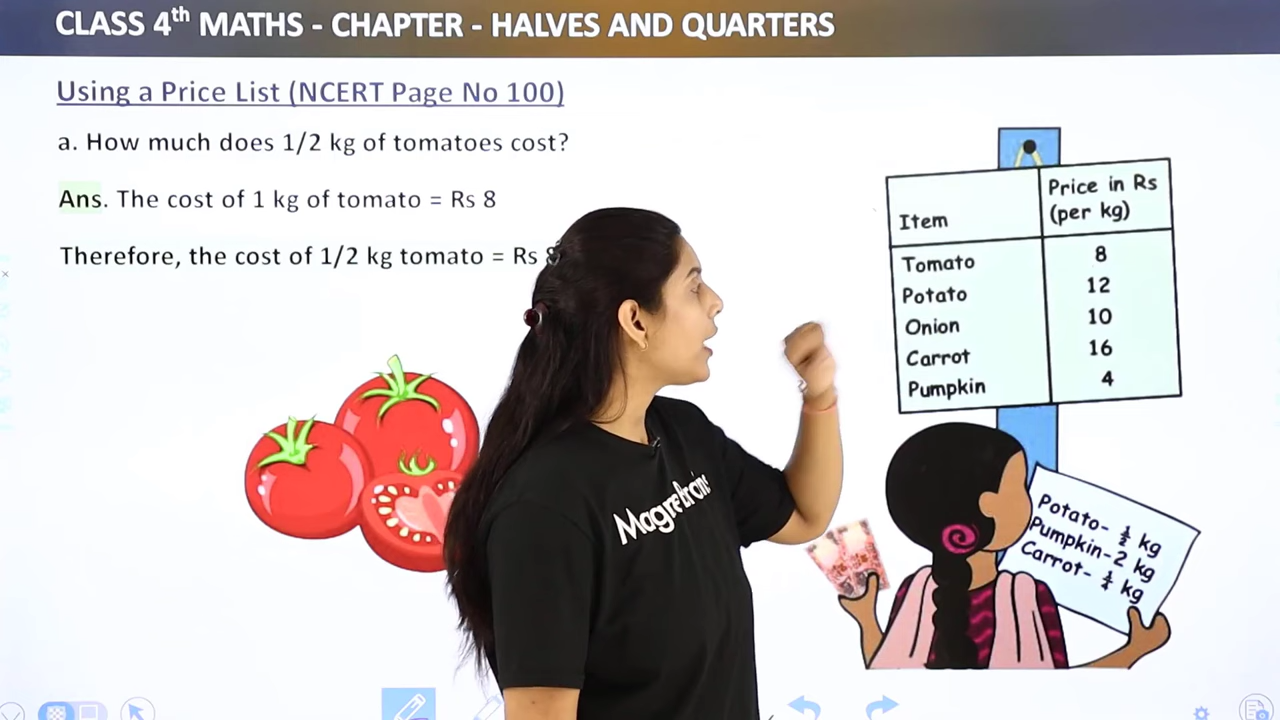 CLASS 4th MATHS - CHAPTER - HALVES AND QUARTERS
Using a Price List (NCERT Page No 100)
a. How much does 1/2 kg of tomatoes cost?
Ans. The cost of 1 kg of tomato = Rs 8
Therefore, the cost of 1/2 kg tomato = Rs 8
Item Price in Rs (per kg)
Tomato 8
Potato 12
Onion 10
Carrot 16
Pumpkin 4
Potato- 1/2 kg
Pumpkin-2 kg
Carrot- 1/4 kg